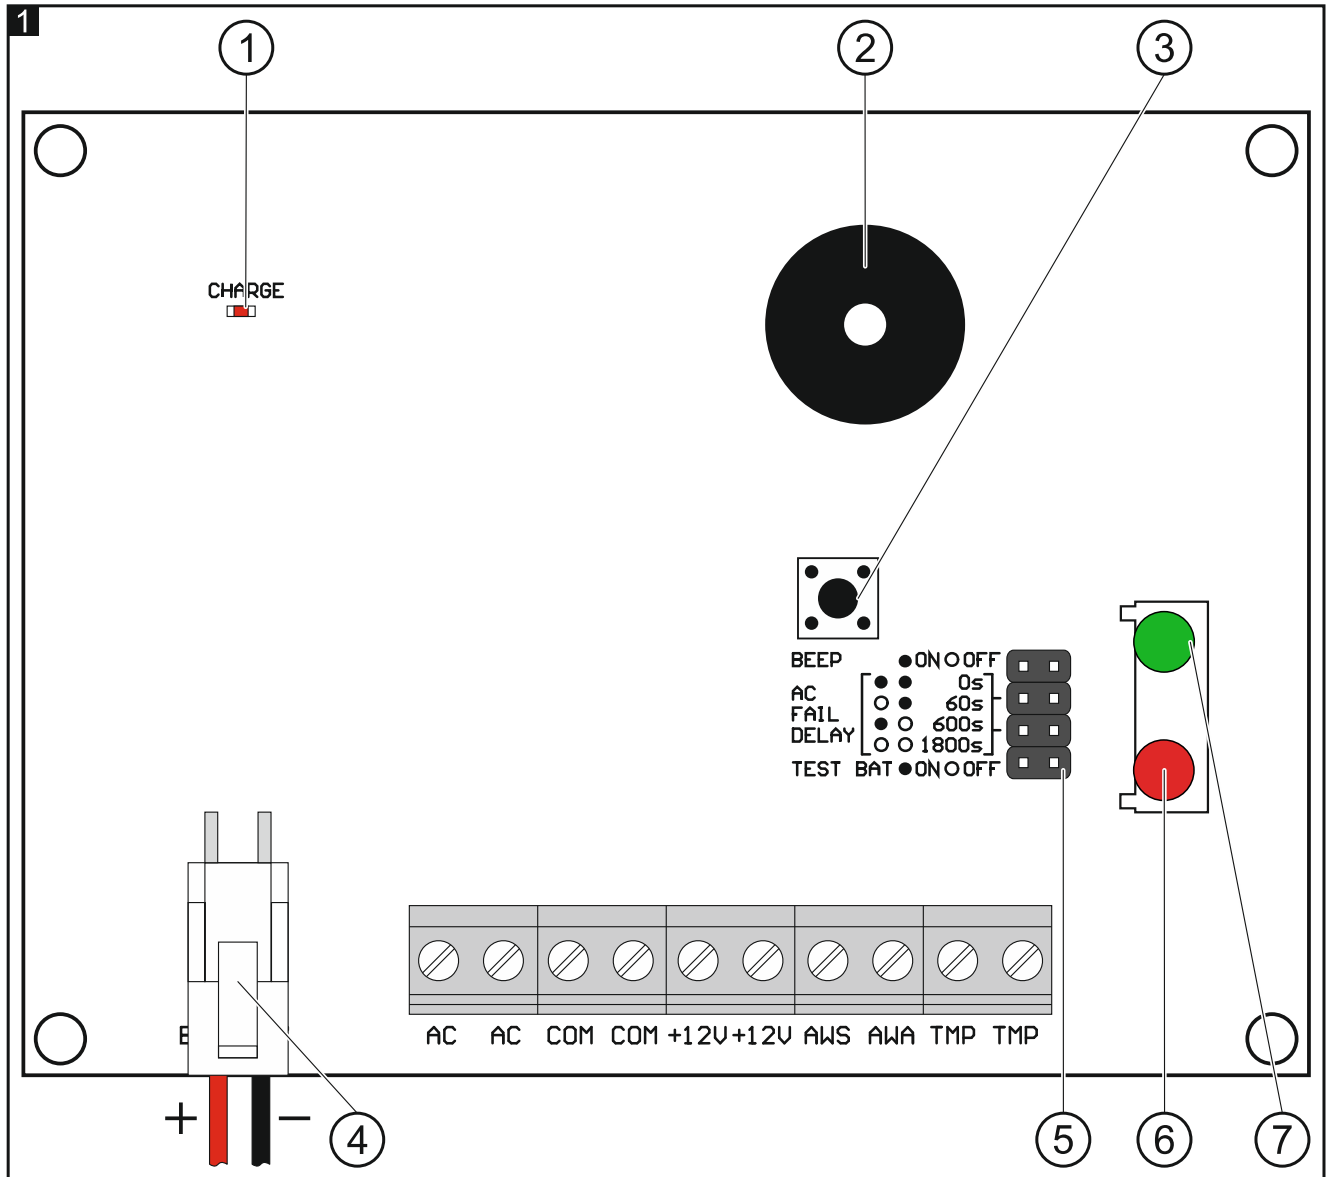 1
1 2 3
CHARGE
BEEP ON OFF
AC FAIL DELAY
0s
60s
600s
1800s
TEST BAT ON OFF
AC AC COM COM +12V +12V AWS AWA TMP TMP
+ −
4 5 6 7